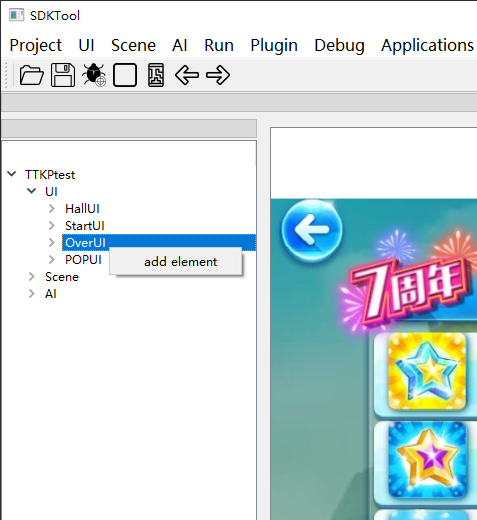 SDKTool
Project UI Scene AI Run Plugin Debug Applications
TTKPtest
UI
HallUI
StartUI
OverUI
POPUI
add element
Scene
AI
7周年